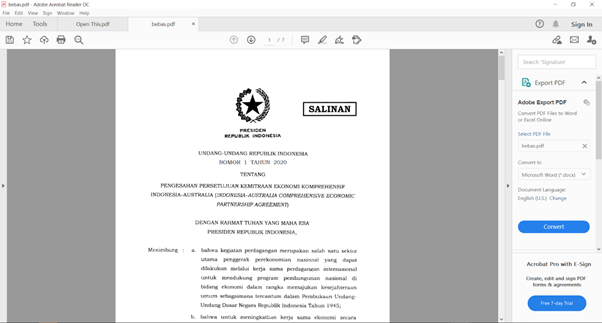 bebas.pdf - Adobe Acrobat Reader DC
File Edit View Sign Window Help
Home Tools Open This.pdf bebas.pdf × Sign In
1 / 7
Search 'Signature'
Export PDF
Adobe Export PDF
Convert PDF Files to Word
or Excel Online
Select PDF File
bebas.pdf ×
Convert to
Microsoft Word (*.docx)
Document Language:
English (U.S.) Change
Convert
Acrobat Pro with E-Sign
Create, edit and sign PDF
forms & agreements
Free 7-day Trial
SALINAN
PRESIDEN
REPUBLIK INDONESIA
UNDANG-UNDANG REPUBLIK INDONESIA
NOMOR 1 TAHUN 2020
TENTANG
PENGESAHAN PERSETUJUAN KEMITRAAN EKONOMI KOMPREHENSIF
INDONESIA-AUSTRALIA (INDONESIA-AUSTRALIA COMPREHENSIVE ECONOMIC
PARTNERSHIP AGREEMENT)
DENGAN RAHMAT TUHAN YANG MAHA ESA
PRESIDEN REPUBLIK INDONESIA,
Menimbang : a. bahwa kegiatan perdagangan merupakan salah satu sektor
utama penggerak perekonomian nasional yang dapat
dilakukan melalui kerja sama perdagangan internasional
untuk mendukung program pembangunan nasional di
bidang ekonomi dalam rangka memajukan kesejahteraan
umum sebagaimana tercantum dalam Pembukaan Undang-
Undang Dasar Negara Republik Indonesia Tahun 1945;
b. bahwa untuk meningkatkan kerja sama ekonomi secara